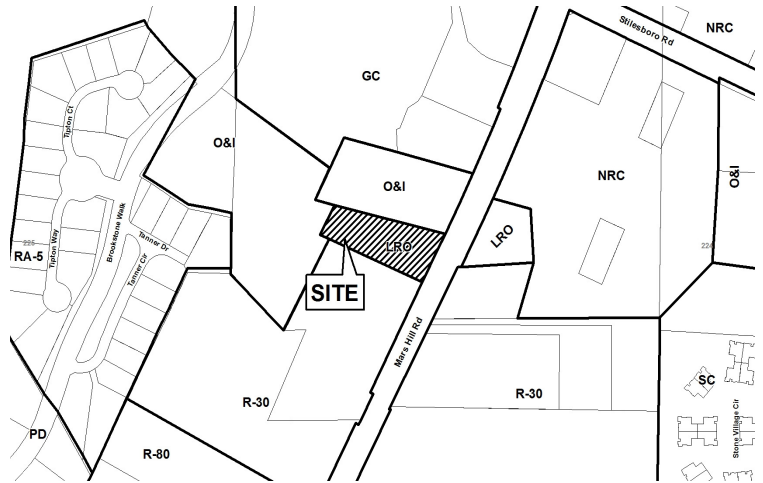 Stilesboro Rd
NRC
GC
Tipton Ct
O&I
O&I
NRC
O&I
Brookstone Walk
LRO
LRO
225
Tipton Way
Tanner Dr
224
RA-5
Tanner Cir
SITE
Mars Hill Rd
R-30
R-30
SC
Stone Village Cir
PD
R-80